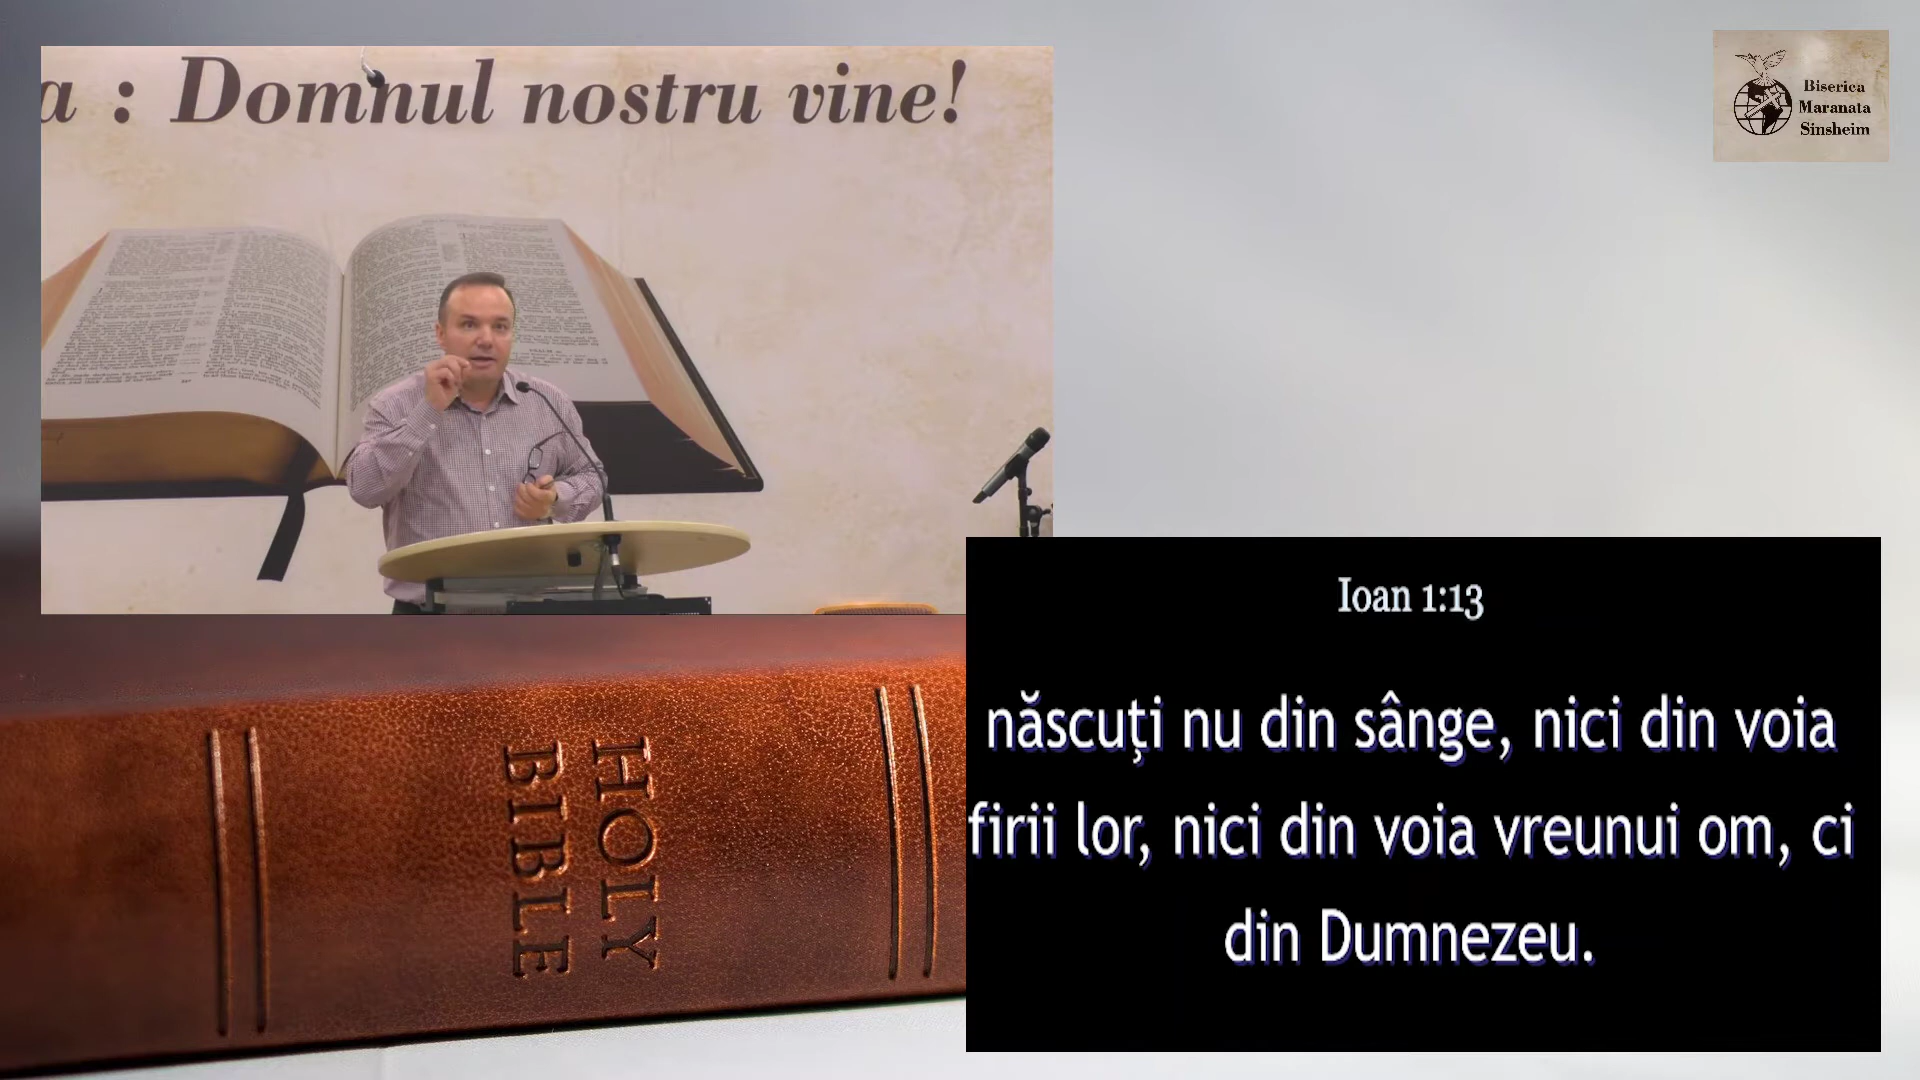 a : Domnul nostru vine!
Biserica
Maranata
Sinsheim
HOLY
BIBLE
Ioan 1:13
născuți nu din sânge, nici din voia
firii lor, nici din voia vreunui om, ci
din Dumnezeu.